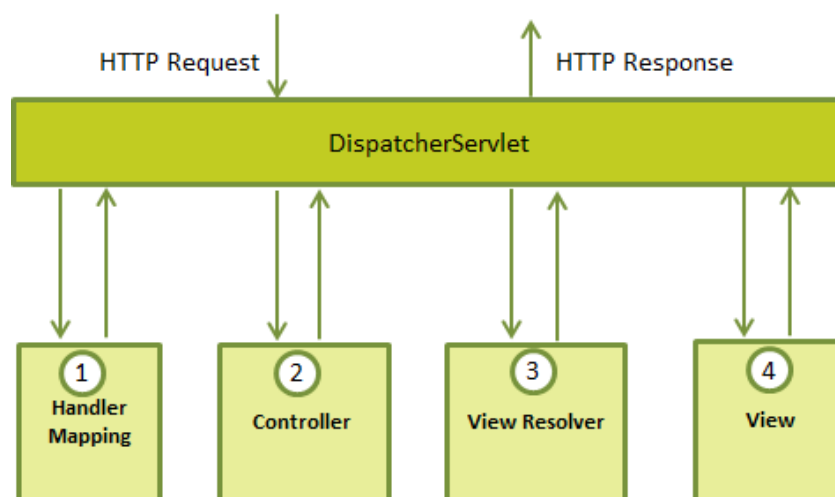 HTTP Request
HTTP Response
DispatcherServlet
1
Handler
Mapping
2
Controller
3
View Resolver
4
View